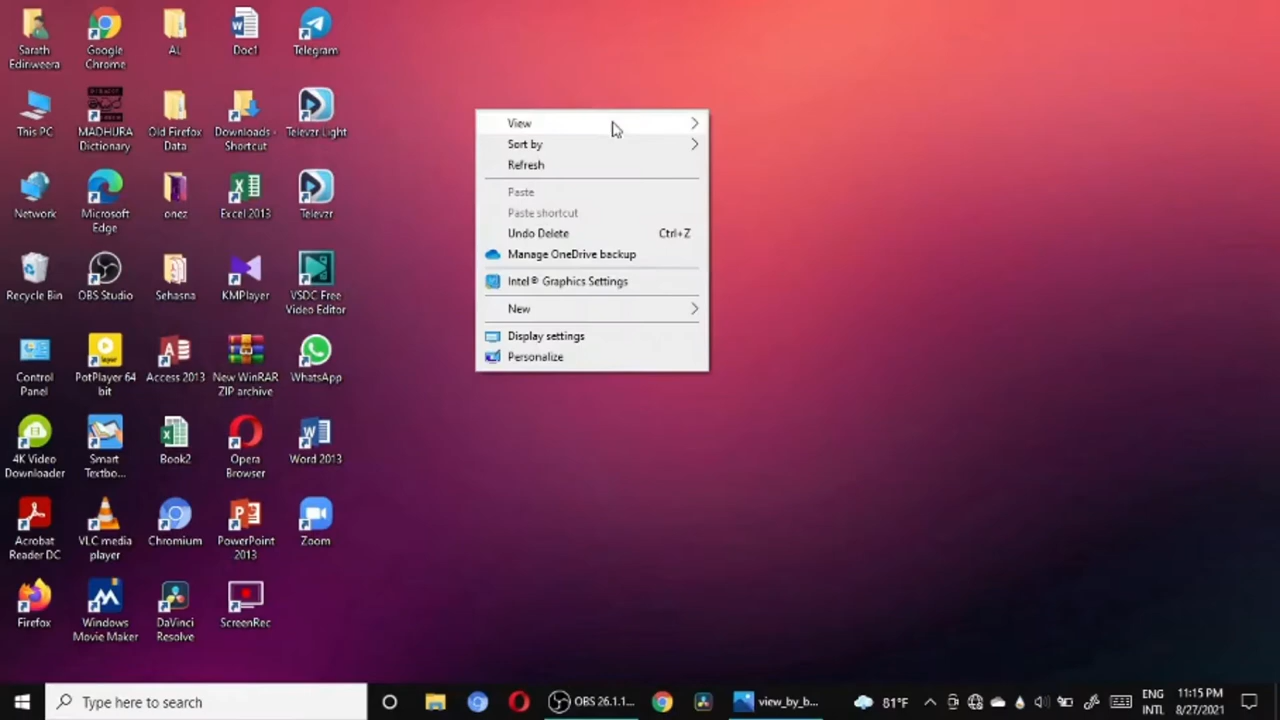 Sarath
Ediriweera
Google
Chrome
AL
Doc1
Telegram
This PC
MADHURA
Dictionary
Old Firefox
Data
Downloads -
Shortcut
Televzr Light
Network
Microsoft
Edge
onez
Excel 2013
Televzr
Recycle Bin
OBS Studio
Sehasna
KMPlayer
VSDC Free
Video Editor
Control
Panel
PotPlayer 64
bit
Access 2013
New WinRAR
ZIP archive
WhatsApp
4K Video
Downloader
Smart
Textbo...
Book2
Opera
Browser
Word 2013
Acrobat
Reader DC
VLC media
player
Chromium
PowerPoint
2013
Zoom
Firefox
Windows
Movie Maker
DaVinci
Resolve
ScreenRec
View
Sort by
Refresh
Paste
Paste shortcut
Undo Delete Ctrl+Z
Manage OneDrive backup
Intel® Graphics Settings
New
Display settings
Personalize
Type here to search
OBS 26.1.1...
view_by_b...
81°F
ENG
INTL
11:15 PM
8/27/2021